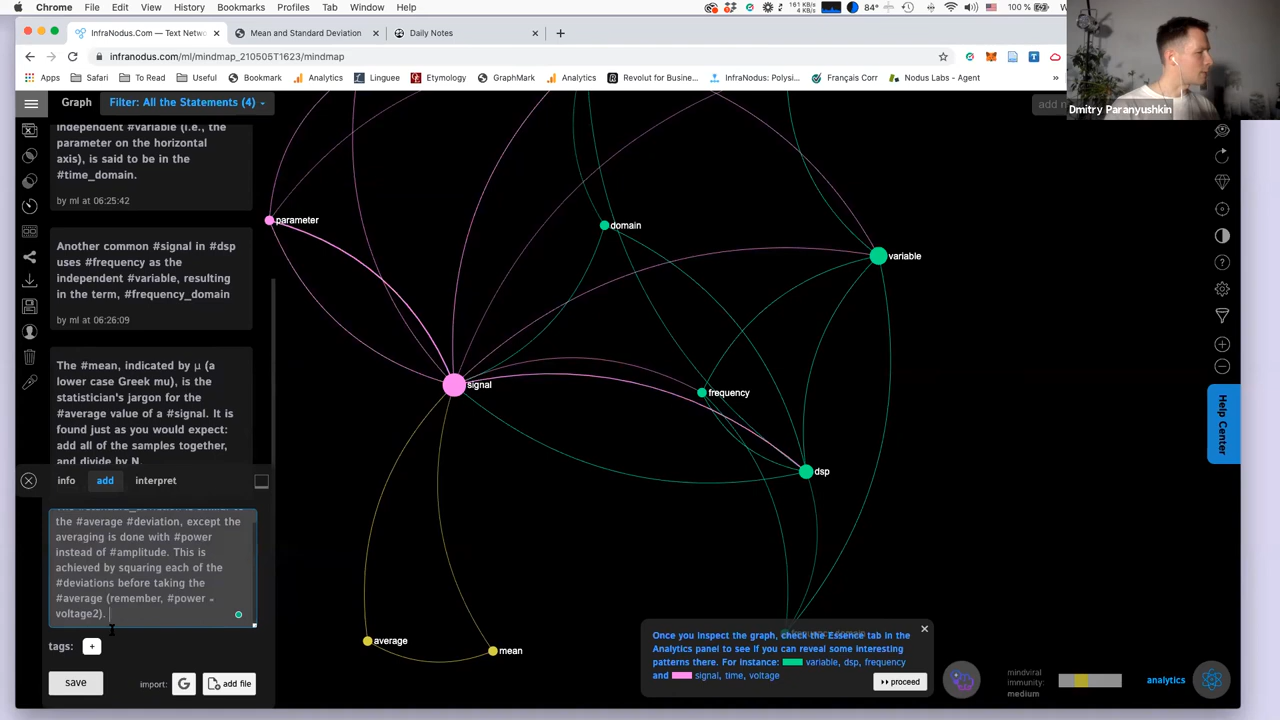 Chrome File Edit View History Bookmarks Profiles Tab Window Help
161 KB/s
4 KB/s
84°
100 %
InfraNodus.Com — Text Netwo
Mean and Standard Deviation
Daily Notes
infranodus.com/ml/mindmap_210505T1623/mindmap
Apps Safari To Read Useful Bookmark Analytics Linguee Etymology GraphMark Analytics Revolut for Busine... InfraNodus: Polysi... Français Corr Nodus Labs - Agent
Dmitry Paranyushkin
Graph
Filter: All the Statements (4)
independent #variable (i.e., the
parameter on the horizontal
axis), is said to be in the
#time_domain.
by ml at 06:25:42
Another common #signal in #dsp
uses #frequency as the
independent #variable, resulting
in the term, #frequency_domain
by ml at 06:26:09
The #mean, indicated by µ (a
lower case Greek mu), is the
statistician's jargon for the
#average value of a #signal. It is
found just as you would expect:
add all of the samples together,
and divide by N.
info add interpret
the #average #deviation, except the
averaging is done with #power
instead of #amplitude. This is
achieved by squaring each of the
#deviations before taking the
#average (remember, #power =
voltage2).
tags: +
save
import: G add file
parameter
domain
variable
signal
frequency
dsp
average
mean
Once you inspect the graph, check the Essence tab in the
Analytics panel to see if you can reveal some interesting
patterns there. For instance: variable, dsp, frequency
and signal, time, voltage
proceed
mindviral
immunity:
medium
analytics
Help Center